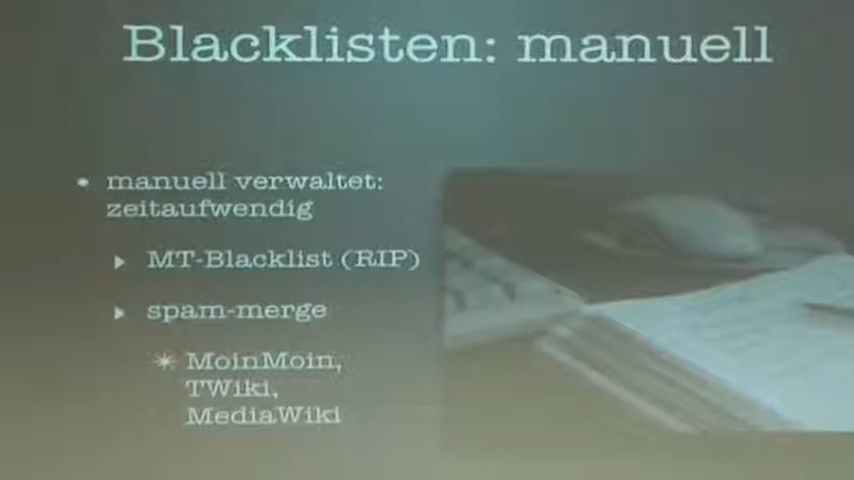 Blacklisten: manuell
manuell verwaltet:
zeitaufwendig
MT-Blacklist (RIP)
spam-merge
MoinMoin,
TWiki,
MediaWiki